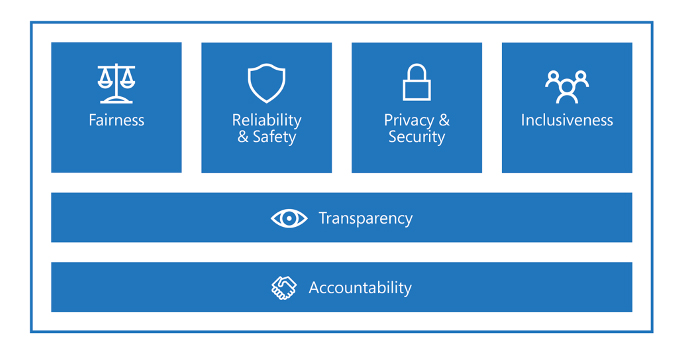 Fairness
Reliability
& Safety
Privacy &
Security
Inclusiveness
Transparency
Accountability